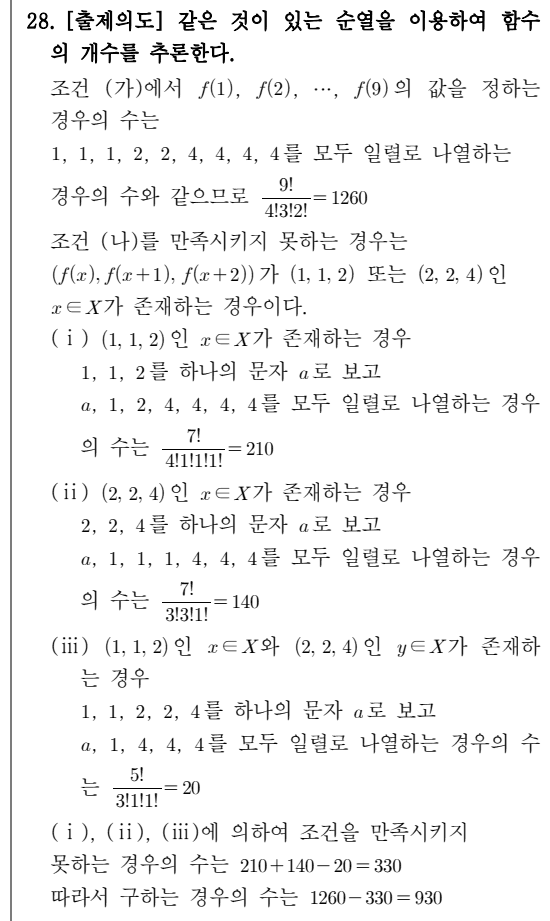 28. [출제의도] 같은 것이 있는 순열을 이용하여 함수
의 개수를 추론한다.
조건 (가)에서 f(1), f(2), ⋯, f(9)의 값을 정하는
경우의 수는
1, 1, 1, 2, 2, 4, 4, 4, 4를 모두 일렬로 나열하는
경우의 수와 같으므로 9!/4!3!2! = 1260
조건 (나)를 만족시키지 못하는 경우는
(f(x), f(x+1), f(x+2))가 (1, 1, 2) 또는 (2, 2, 4)인
x∈X가 존재하는 경우이다.
(ⅰ) (1, 1, 2)인 x∈X가 존재하는 경우
1, 1, 2를 하나의 문자 a로 보고
a, 1, 2, 4, 4, 4, 4를 모두 일렬로 나열하는 경우
의 수는 7!/4!1!1!1! = 210
(ⅱ) (2, 2, 4)인 x∈X가 존재하는 경우
2, 2, 4를 하나의 문자 a로 보고
a, 1, 1, 1, 4, 4, 4를 모두 일렬로 나열하는 경우
의 수는 7!/3!3!1! = 140
(ⅲ) (1, 1, 2)인 x∈X와 (2, 2, 4)인 y∈X가 존재하
는 경우
1, 1, 2, 2, 4를 하나의 문자 a로 보고
a, 1, 4, 4, 4를 모두 일렬로 나열하는 경우의 수
는 5!/3!1!1! = 20
(ⅰ), (ⅱ), (ⅲ)에 의하여 조건을 만족시키지
못하는 경우의 수는 210+140-20=330
따라서 구하는 경우의 수는 1260-330=930